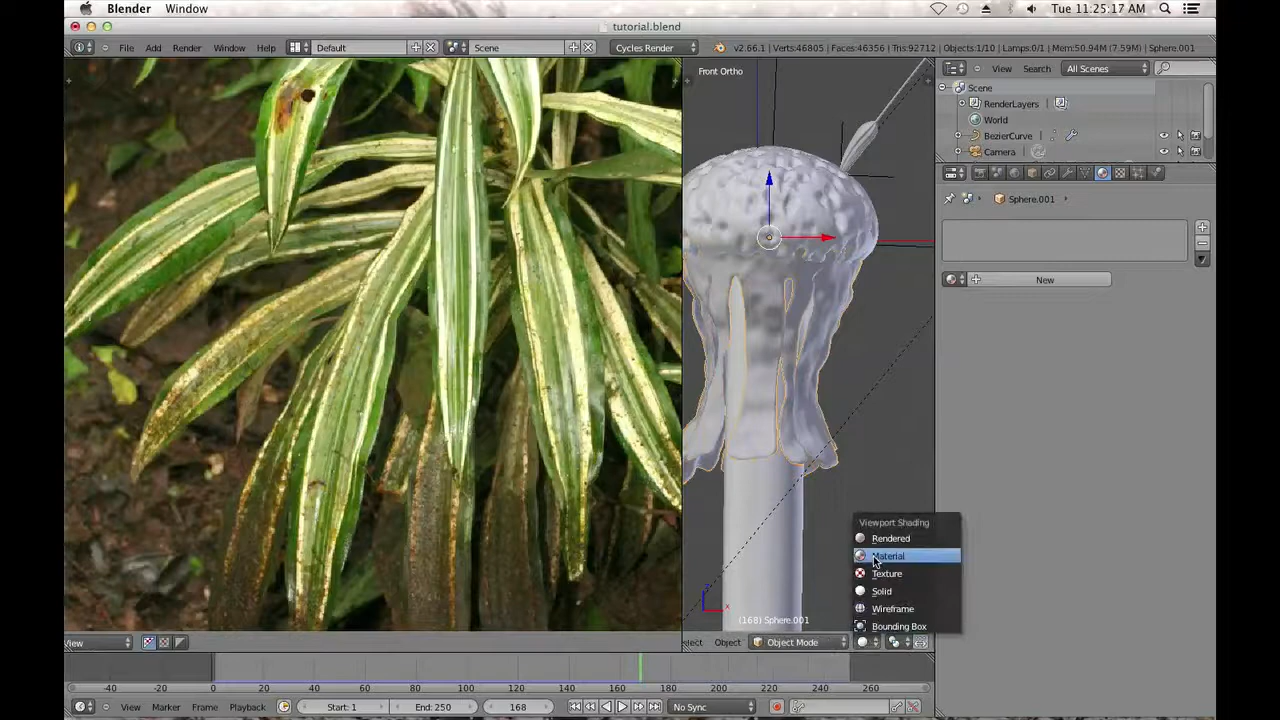 Blender Window Tue 11:25:17 AM
tutorial.blend
File Add Render Window Help Default Scene Cycles Render v2.66.1 | Verts:46805 | Faces:46356 | Tris:92712 | Objects:1/10 | Lamps:0/1 | Mem:50.94M (7.59M) | Sphere.001
Front Ortho
View Search All Scenes
Scene
RenderLayers
World
BezierCurve
Camera
Sphere.001
New
Viewport Shading
Rendered
Material
Texture
Solid
Wireframe
Bounding Box
z
x
(168) Sphere.001
View
lect Object Object Mode
-40 -20 0 20 40 60 80 100 120 140 160 180 200 220 240 260
View Marker Frame Playback Start: 1 End: 250 168 No Sync